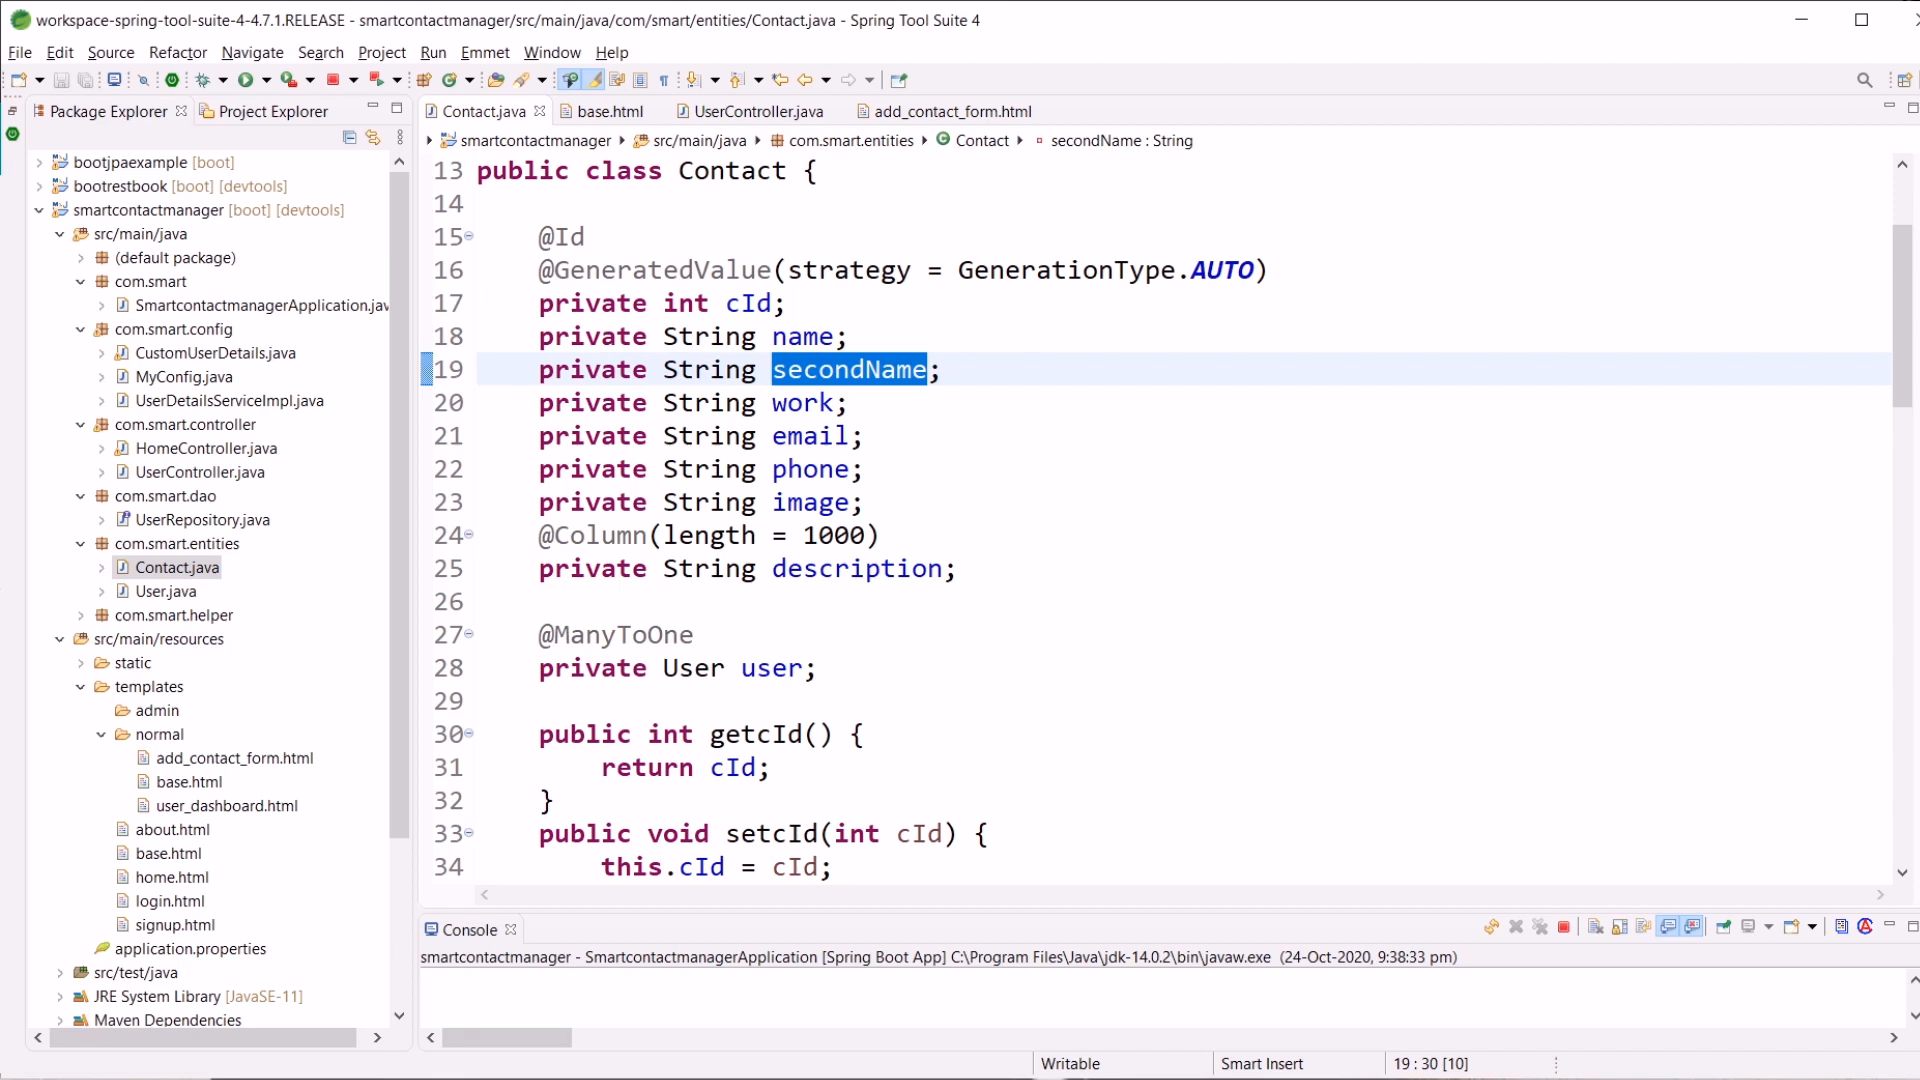 workspace-spring-tool-suite-4-4.7.1.RELEASE - smartcontactmanager/src/main/java/com/smart/entities/Contact.java - Spring Tool Suite 4
File Edit Source Refactor Navigate Search Project Run Emmet Window Help
Package Explorer
Project Explorer
bootjpaexample [boot]
bootrestbook [boot] [devtools]
smartcontactmanager [boot] [devtools]
src/main/java
(default package)
com.smart
SmartcontactmanagerApplication.jav
com.smart.config
CustomUserDetails.java
MyConfig.java
UserDetailsServiceImpl.java
com.smart.controller
HomeController.java
UserController.java
com.smart.dao
UserRepository.java
com.smart.entities
Contact.java
User.java
com.smart.helper
src/main/resources
static
templates
admin
normal
add_contact_form.html
base.html
user_dashboard.html
about.html
base.html
home.html
login.html
signup.html
application.properties
src/test/java
JRE System Library [JavaSE-11]
Maven Dependencies
Contact.java
base.html
UserController.java
add_contact_form.html
smartcontactmanager src/main/java com.smart.entities Contact secondName : String
13 public class Contact {
14
15 @Id
16 @GeneratedValue(strategy = GenerationType.AUTO)
17 private int cId;
18 private String name;
19 private String secondName;
20 private String work;
21 private String email;
22 private String phone;
23 private String image;
24 @Column(length = 1000)
25 private String description;
26
27 @ManyToOne
28 private User user;
29
30 public int getcId() {
31 return cId;
32 }
33 public void setcId(int cId) {
34 this.cId = cId;
Console
smartcontactmanager - SmartcontactmanagerApplication [Spring Boot App] C:\Program Files\Java\jdk-14.0.2\bin\javaw.exe (24-Oct-2020, 9:38:33 pm)
Writable
Smart Insert
19 : 30 [10]